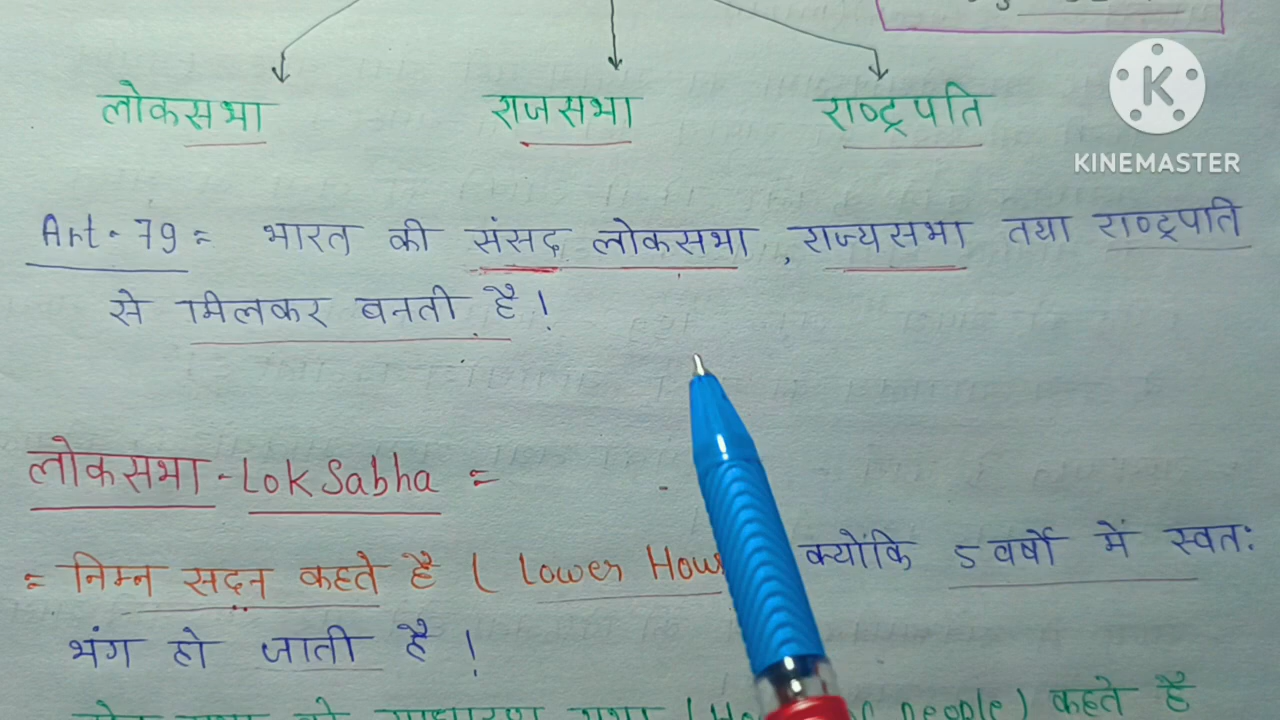 लोकसभा राजसभा राष्ट्रपति
KINEMASTER
Art-79= भारत की संसद लोकसभा, राज्यसभा तथा राष्ट्रपति
से मिलकर बनती है!
लोकसभा-Lok Sabha =
= निम्न सदन कहते है ( Lower Hous क्योंकि 5 वर्षो में स्वतः
भंग हो जाती है !
people) कहते है